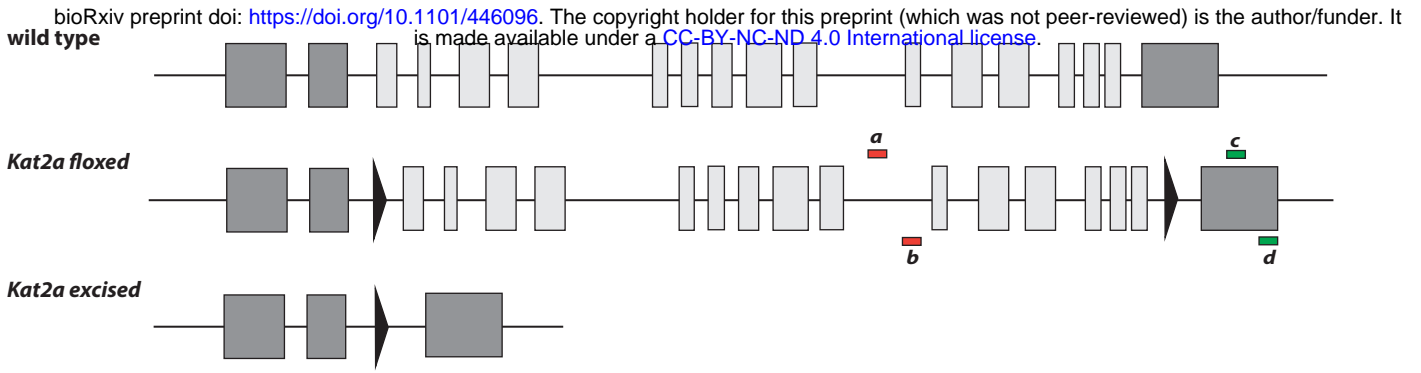 bioRxiv preprint doi: https://doi.org/10.1101/446096. The copyright holder for this preprint (which was not peer-reviewed) is the author/funder. It
is made available under a CC-BY-NC-ND 4.0 International license.
wild type
a
c
Kat2a floxed
b
d
Kat2a excised